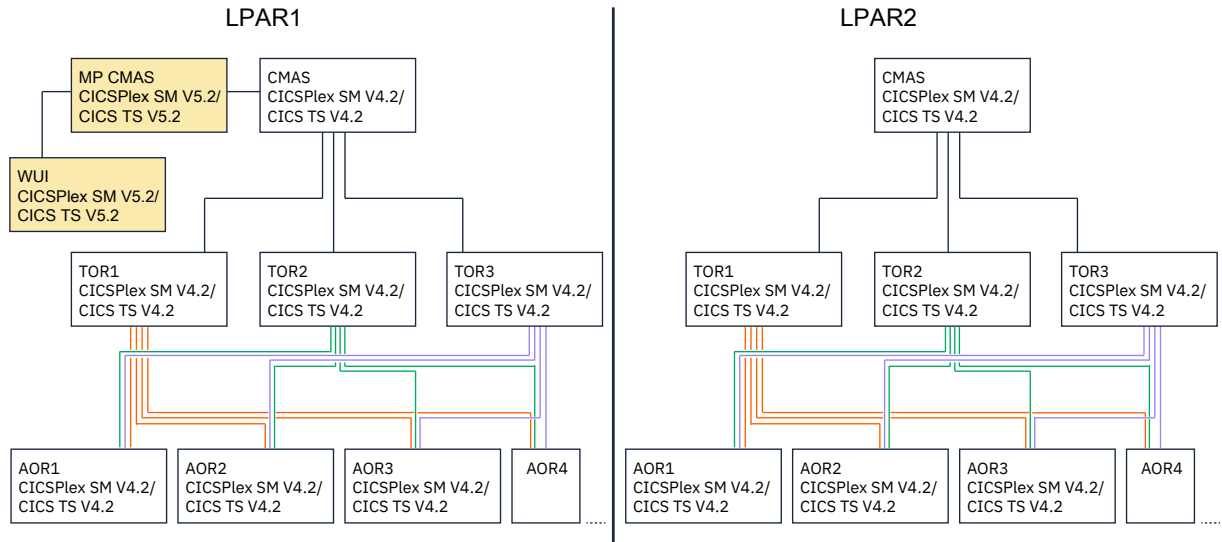 LPAR1
LPAR2
MP CMAS
CICSPlex SM V5.2/
CICS TS V5.2
CMAS
CICSPlex SM V4.2/
CICS TS V4.2
CMAS
CICSPlex SM V4.2/
CICS TS V4.2
WUI
CICSPlex SM V5.2/
CICS TS V5.2
TOR1
CICSPlex SM V4.2/
CICS TS V4.2
TOR2
CICSPlex SM V4.2/
CICS TS V4.2
TOR3
CICSPlex SM V4.2/
CICS TS V4.2
TOR1
CICSPlex SM V4.2/
CICS TS V4.2
TOR2
CICSPlex SM V4.2/
CICS TS V4.2
TOR3
CICSPlex SM V4.2/
CICS TS V4.2
AOR1
CICSPlex SM V4.2/
CICS TS V4.2
AOR2
CICSPlex SM V4.2/
CICS TS V4.2
AOR3
CICSPlex SM V4.2/
CICS TS V4.2
AOR4
.....
AOR1
CICSPlex SM V4.2/
CICS TS V4.2
AOR2
CICSPlex SM V4.2/
CICS TS V4.2
AOR3
CICSPlex SM V4.2/
CICS TS V4.2
AOR4
.....